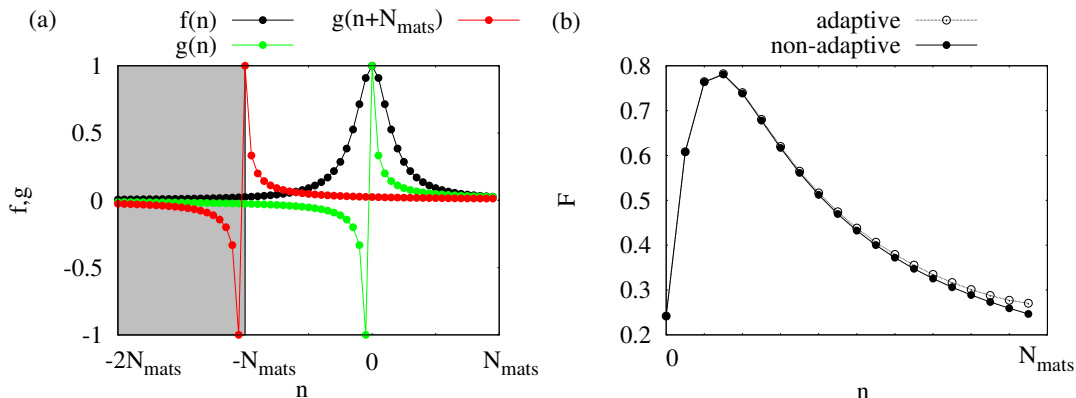 (a)
f(n)
g(n)
g(n+N_mats)
1
0.5
0
-0.5
-1
f,g
-2N_mats
-N_mats
0
N_mats
n
(b)
adaptive
non-adaptive
0.8
0.7
0.6
0.5
0.4
0.3
0.2
F
0
N_mats
n